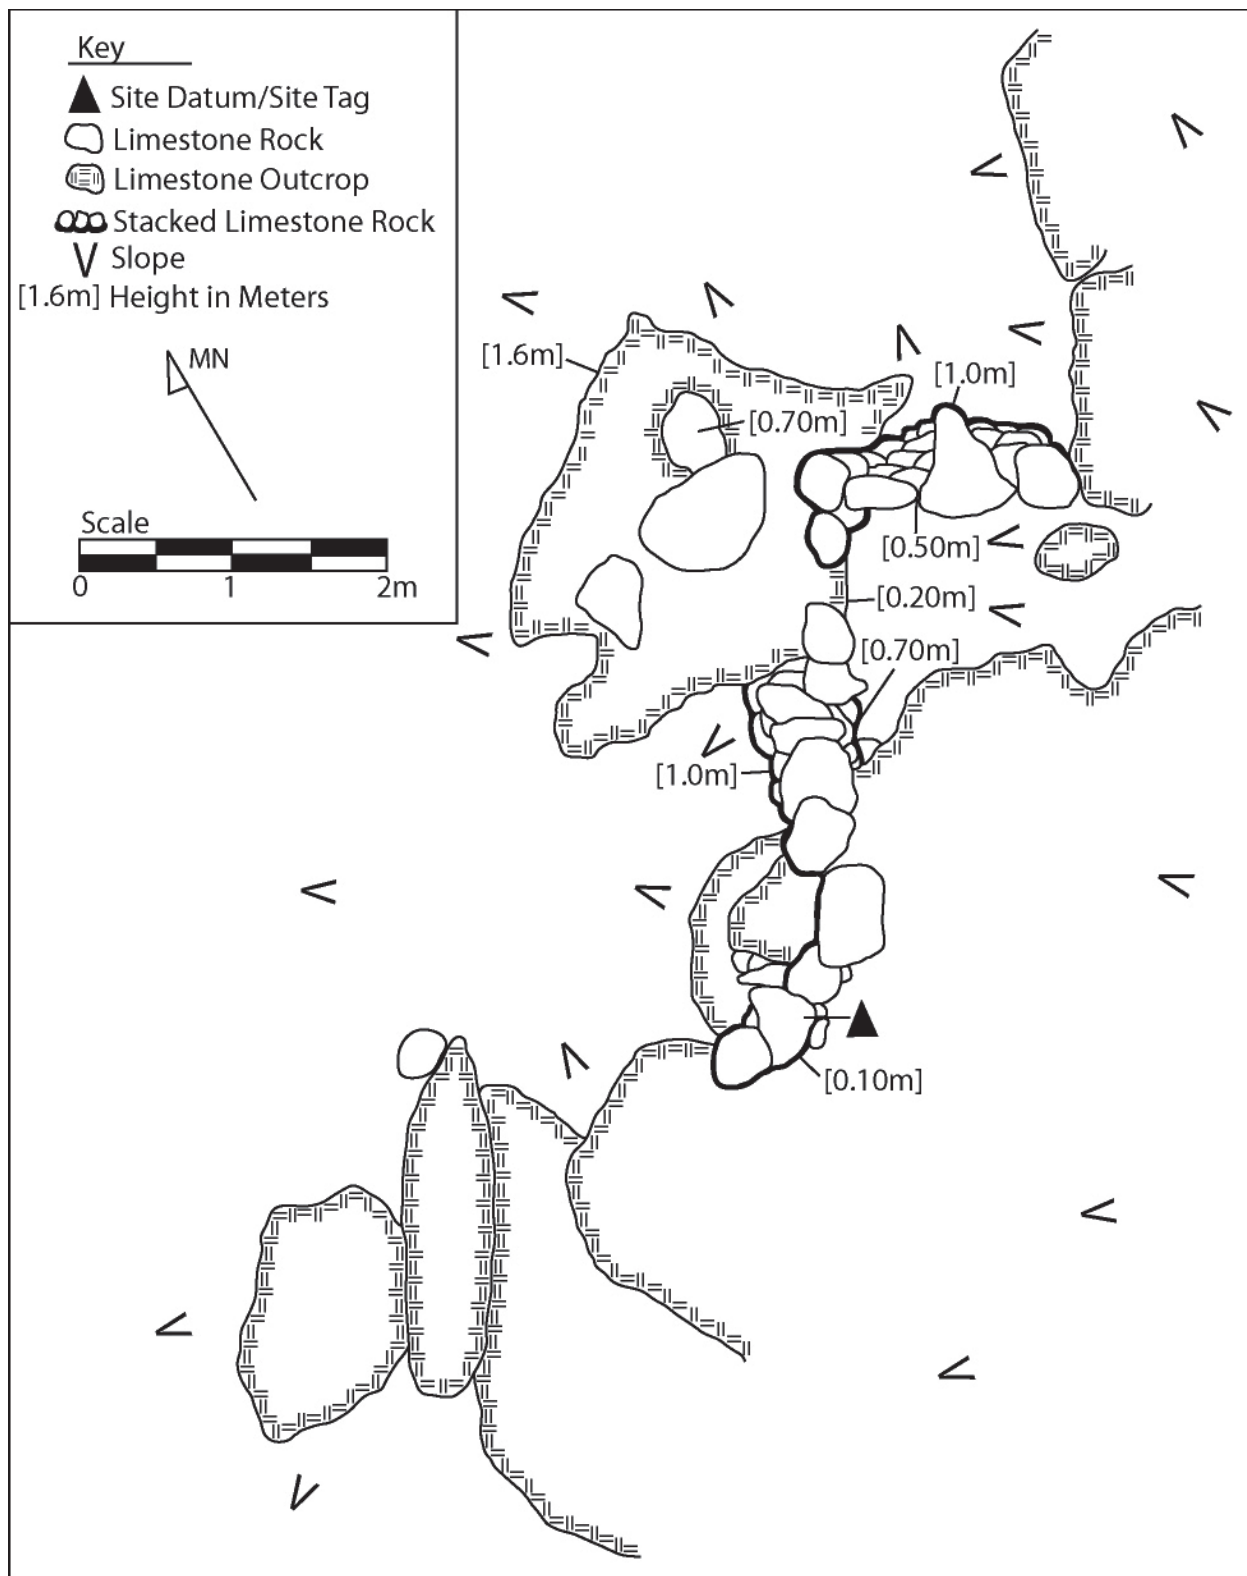 Key
Site Datum/Site Tag
Limestone Rock
Limestone Outcrop
Stacked Limestone Rock
Slope
[1.6m] Height in Meters
MN
Scale
0 1 2m
[1.6m]
[1.0m]
[0.70m]
[0.50m]
[0.20m]
[0.70m]
[1.0m]
[0.10m]